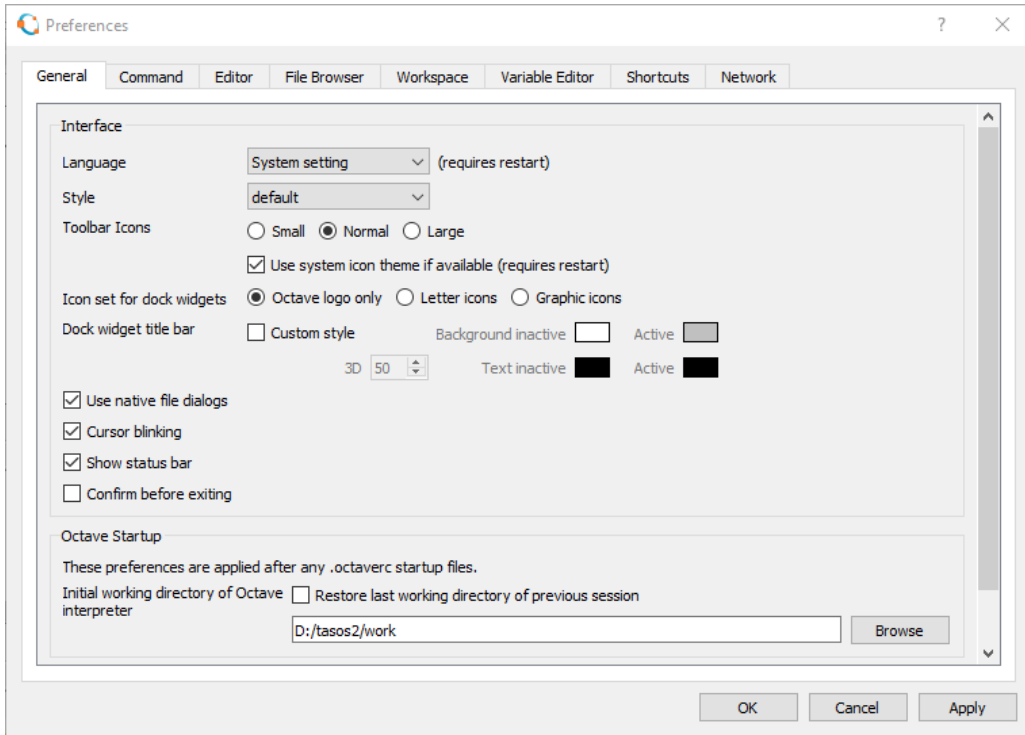 Preferences
General Command Editor File Browser Workspace Variable Editor Shortcuts Network
Interface
Language System setting (requires restart)
Style default
Toolbar Icons Small Normal Large
Use system icon theme if available (requires restart)
Icon set for dock widgets Octave logo only Letter icons Graphic icons
Dock widget title bar Custom style Background inactive Active
3D 50 Text inactive Active
Use native file dialogs
Cursor blinking
Show status bar
Confirm before exiting
Octave Startup
These preferences are applied after any .octaverc startup files.
Initial working directory of Octave Restore last working directory of previous session
interpreter
D:/tasos2/work Browse
OK Cancel Apply